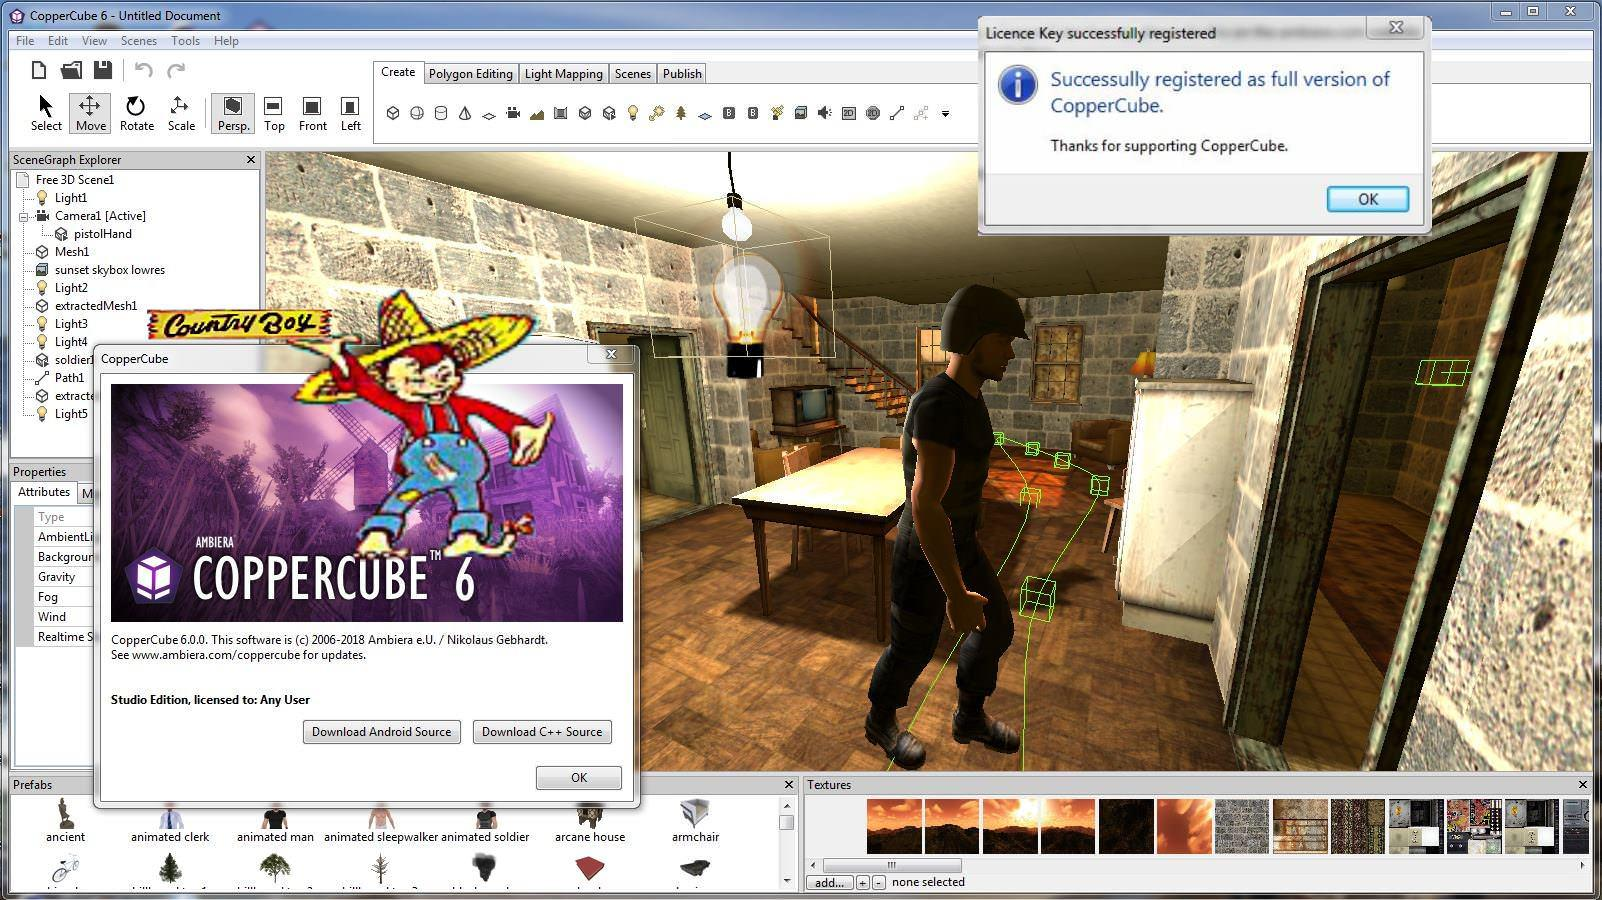 CopperCube 6 - Untitled Document
File Edit View Scenes Tools Help
Create Polygon Editing Light Mapping Scenes Publish
Select Move Rotate Scale Persp. Top Front Left
Licence Key successfully registered
Successully registered as full version of
CopperCube.
Thanks for supporting CopperCube.
OK
SceneGraph Explorer
Free 3D Scene1
Light1
Camera1 [Active]
pistolHand
Mesh1
sunset skybox lowres
Light2
extractedMesh1
Light3
Light4
soldier1
Path1
extracte
Light5
Country Boy
CopperCube
AMBIERA
COPPERCUBE™ 6
CopperCube 6.0.0. This software is (c) 2006-2018 Ambiera e.U. / Nikolaus Gebhardt.
See www.ambiera.com/coppercube for updates.
Studio Edition, licensed to: Any User
Download Android Source Download C++ Source
OK
Properties
Attributes M
Type
AmbientLi
Backgroun
Gravity
Fog
Wind
Realtime S
Prefabs
ancient animated clerk animated man animated sleepwalker animated soldier arcane house armchair
Textures
add... + - none selected